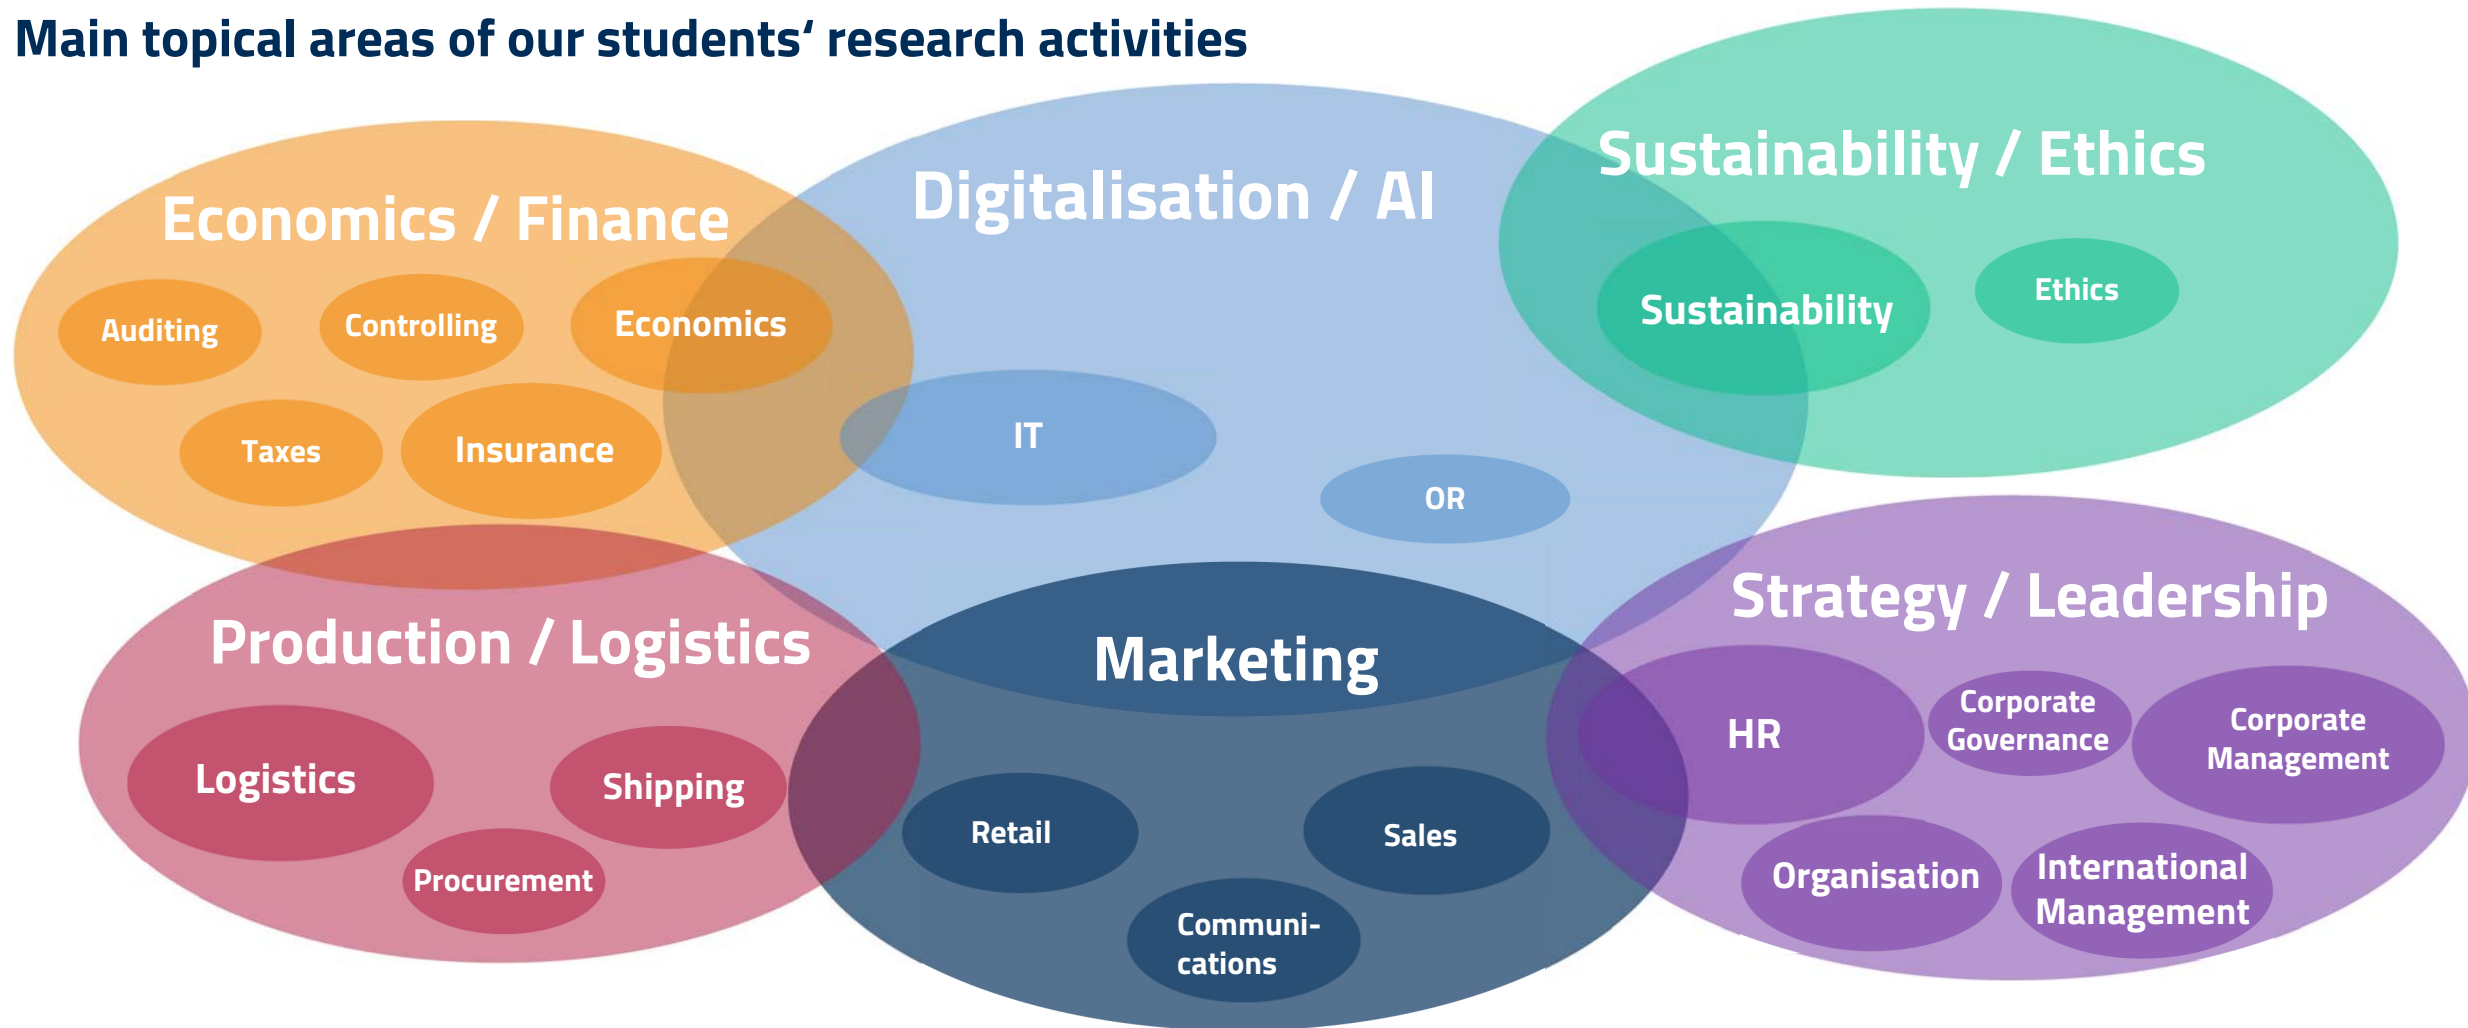 Main topical areas of our students‘ research activities
Economics / Finance
Auditing
Controlling
Economics
Taxes
Insurance
Digitalisation / AI
IT
OR
Sustainability / Ethics
Sustainability
Ethics
Production / Logistics
Logistics
Shipping
Procurement
Marketing
Retail
Sales
Communi-
cations
Strategy / Leadership
HR
Corporate
Governance
Corporate
Management
Organisation
International
Management